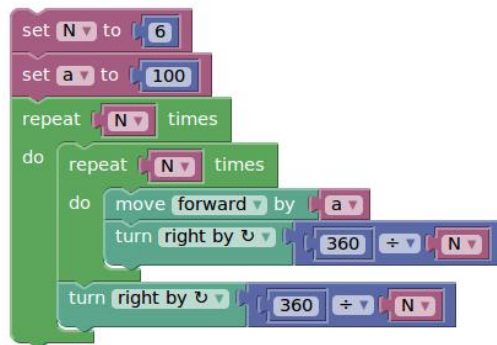 set N ▾ to 6
set a ▾ to 100
repeat N ▾ times
do repeat N ▾ times
do move forward ▾ by a ▾
turn right by ↻ ▾ 360 ÷ ▾ N ▾
turn right by ↻ ▾ 360 ÷ ▾ N ▾